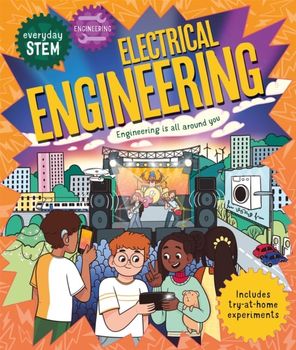 everyday
STEM
ENGINEERING
ELECTRICAL
ENGINEERING
Engineering is all around you
Includes
try-at-home
experiments